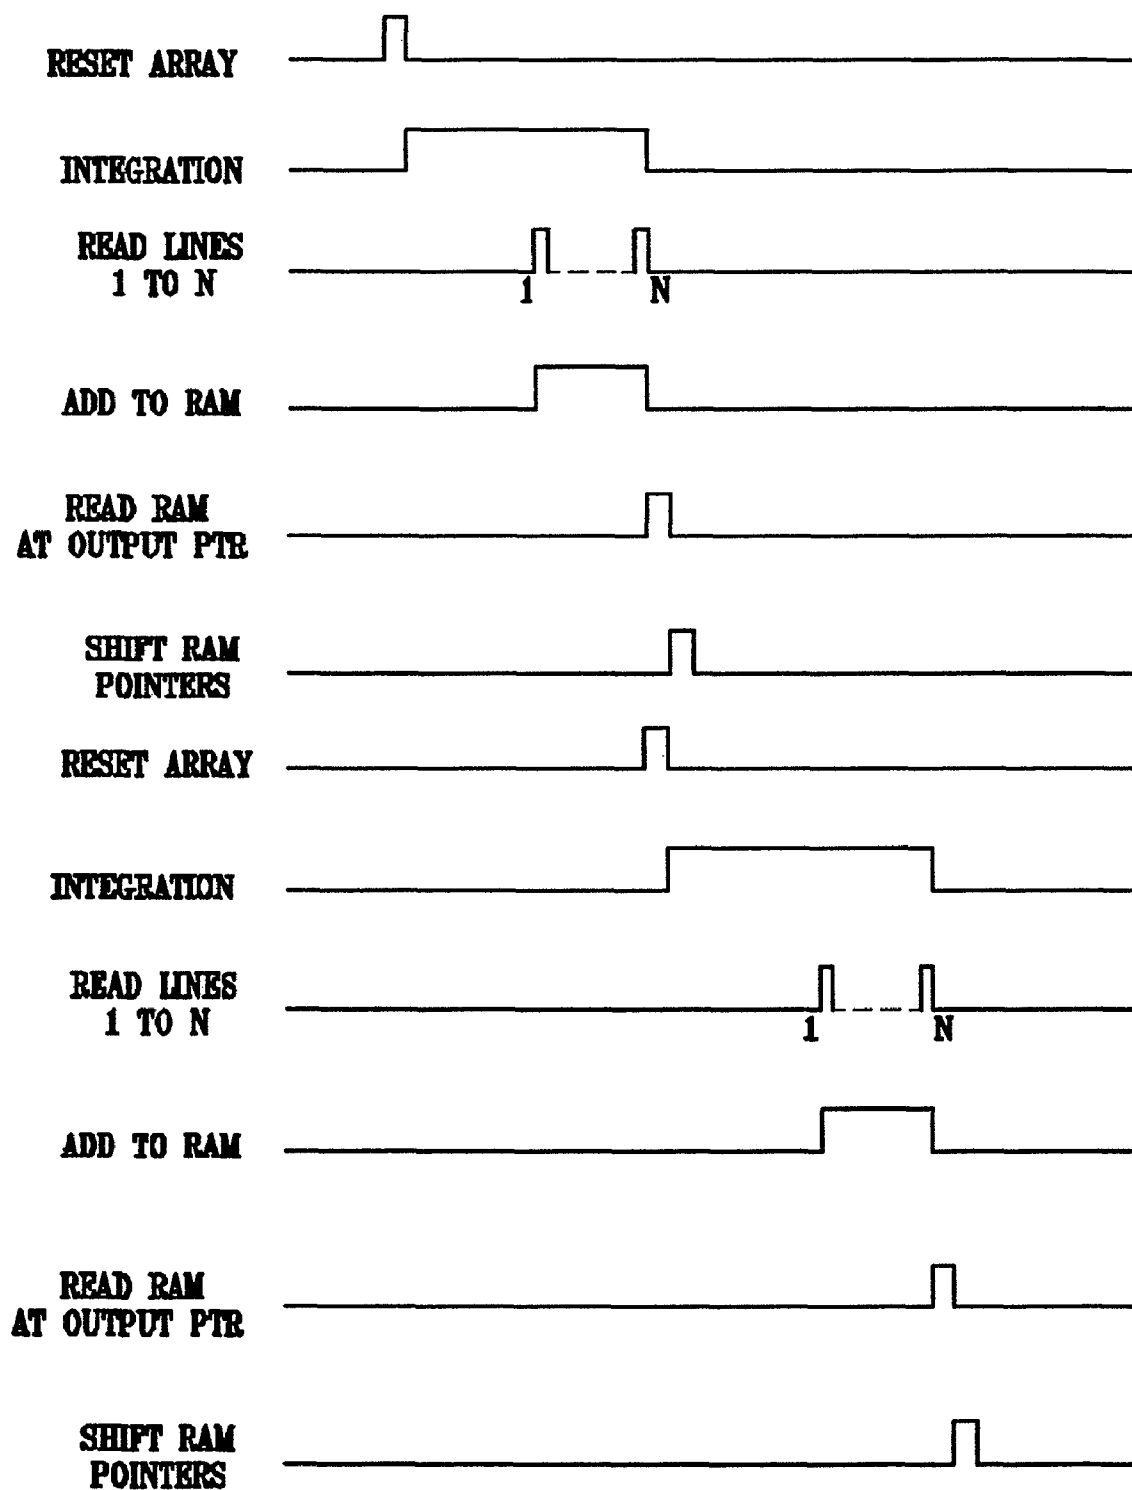 RESET ARRAY
INTEGRATION
READ LINES
1 TO N
1 N
ADD TO RAM
READ RAM
AT OUTPUT PTR
SHIFT RAM
POINTERS
RESET ARRAY
INTEGRATION
READ LINES
1 TO N
1 N
ADD TO RAM
READ RAM
AT OUTPUT PTR
SHIFT RAM
POINTERS